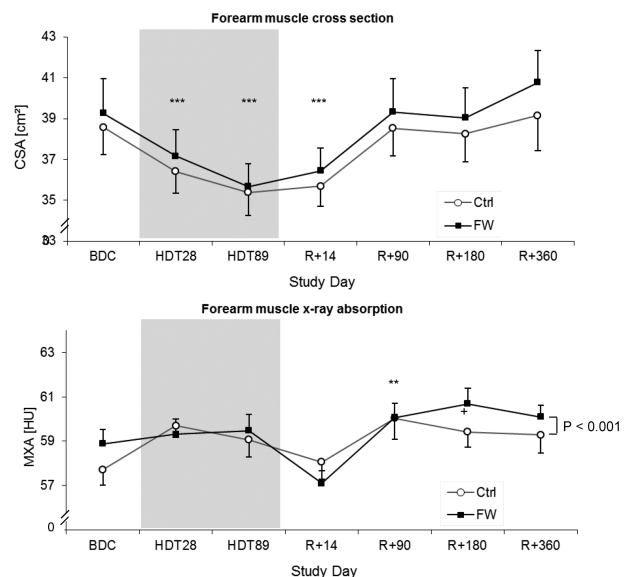 Forearm muscle cross section
43
41
39
37
35
33
0
CSA [cm²]
***
***
***
Ctrl
FW
BDC HDT28 HDT89 R+14 R+90 R+180 R+360
Study Day
Forearm muscle x-ray absorption
63
61
59
57
0
MXA [HU]
**
+
P < 0.001
Ctrl
FW
BDC HDT28 HDT89 R+14 R+90 R+180 R+360
Study Day